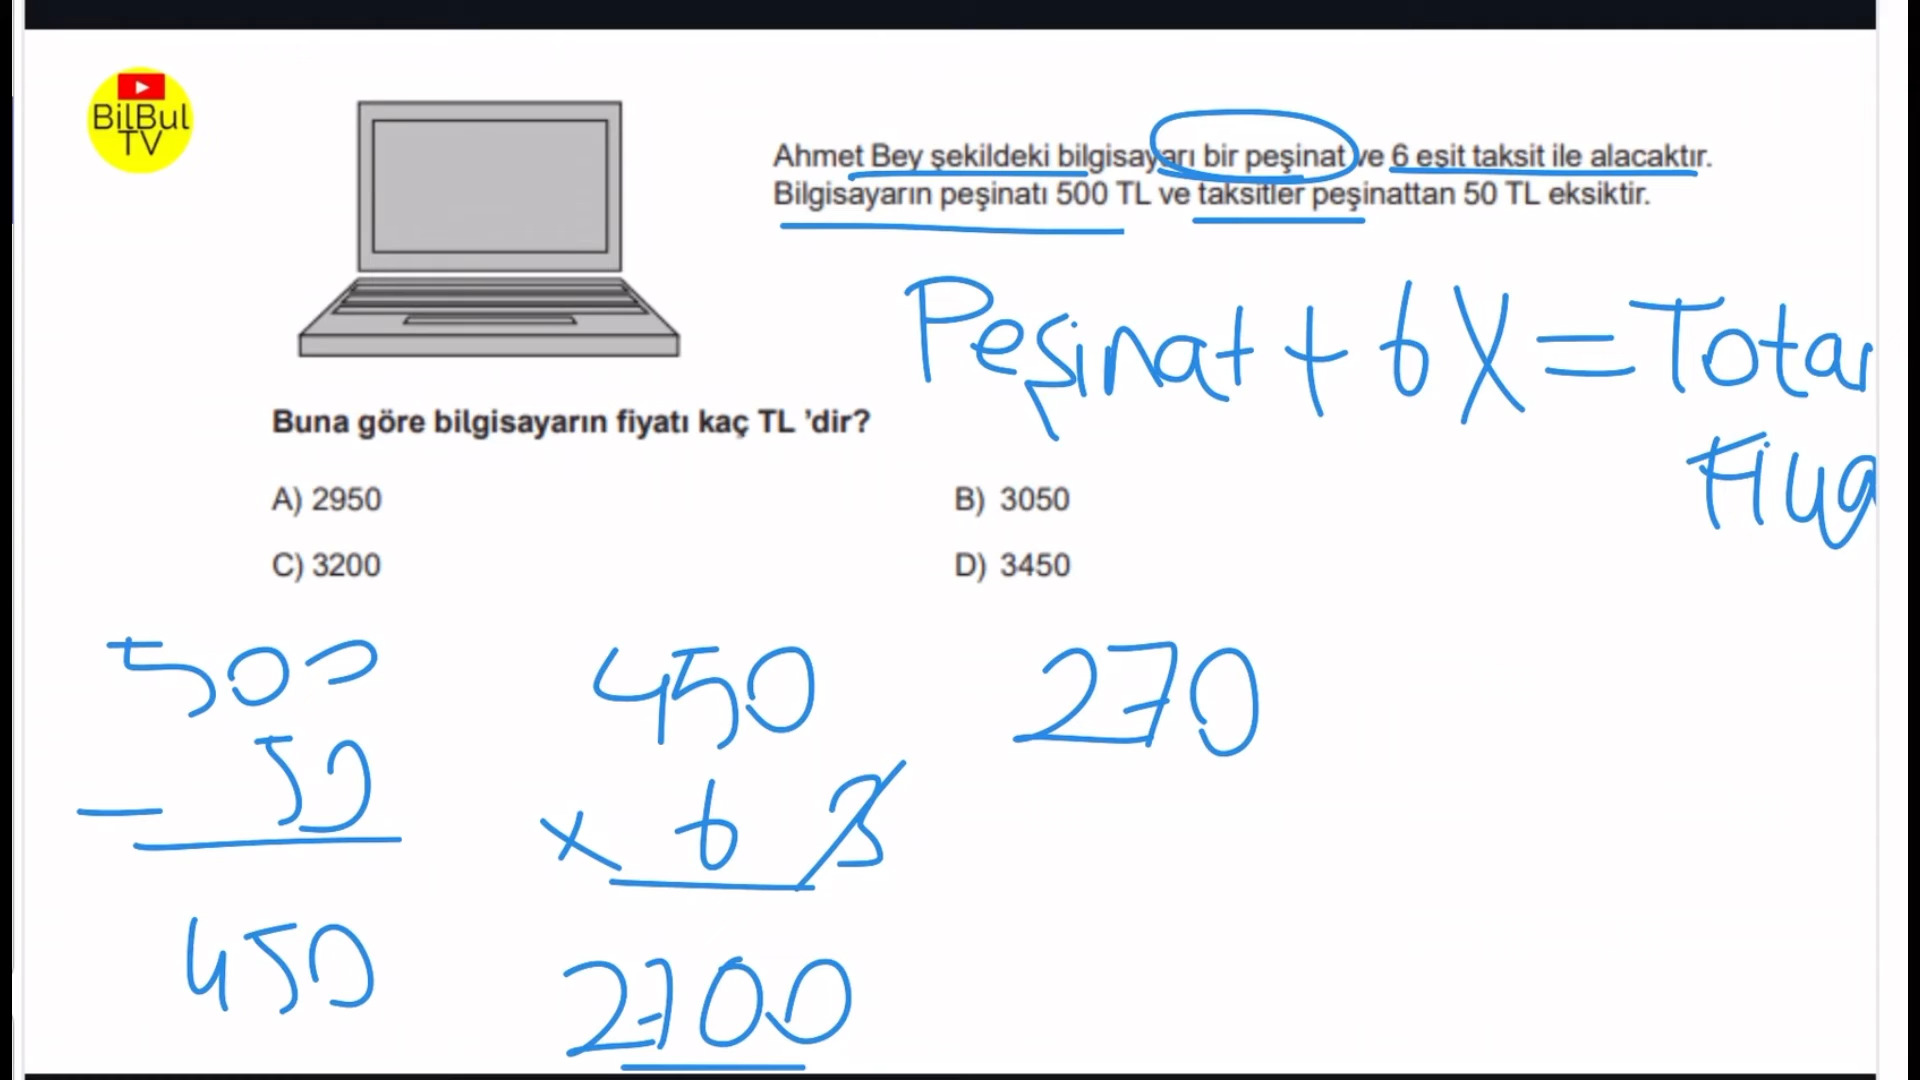 BilBul
TV
Ahmet Bey şekildeki bilgisayarı bir peşinat ve 6 eşit taksit ile alacaktır.
Bilgisayarın peşinatı 500 TL ve taksitler peşinattan 50 TL eksiktir.
Peşinat + 6X = Total
Buna göre bilgisayarın fiyatı kaç TL 'dir?
A) 2950
B) 3050
C) 3200
D) 3450
500
- 50
450
450
x 6 3
2700
270